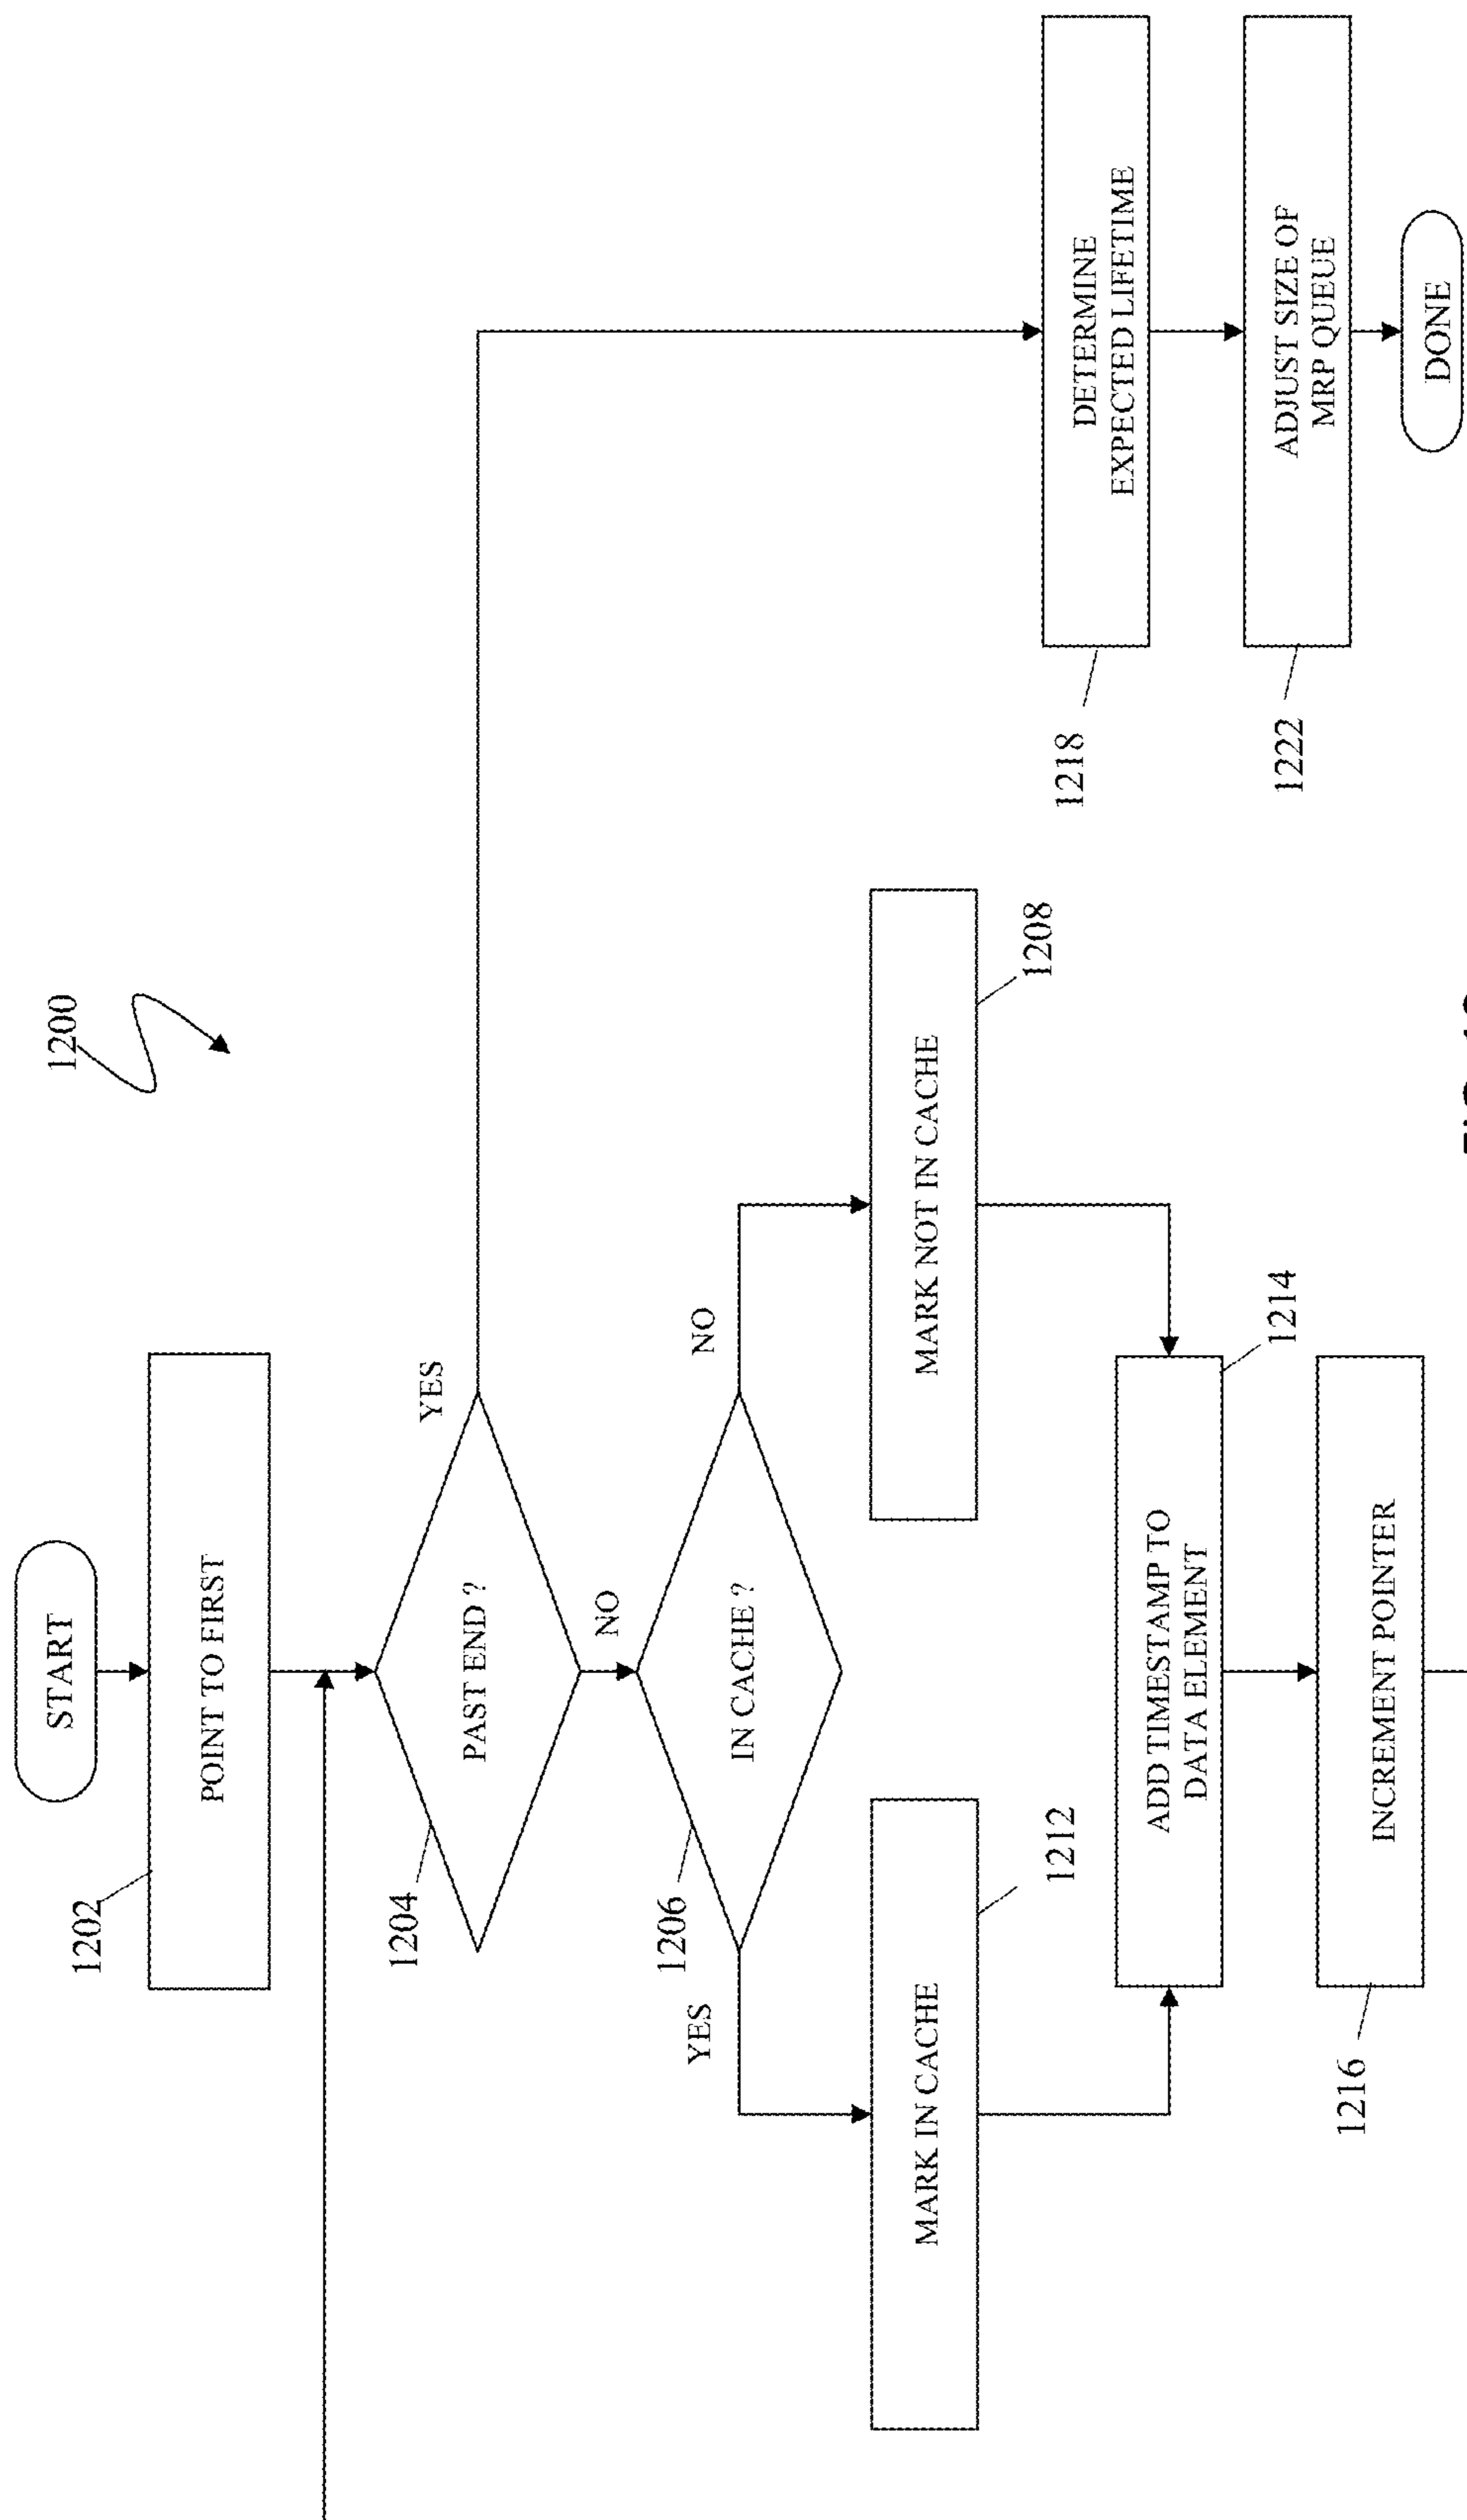 1200
START
1202
POINT TO FIRST
1204
PAST END ?
YES
NO
1206
IN CACHE ?
YES
NO
MARK IN CACHE
1212
MARK NOT IN CACHE
1208
ADD TIMESTAMP TO
DATA ELEMENT
1214
INCREMENT POINTER
1216
DETERMINE
EXPECTED LIFETIME
1218
ADJUST SIZE OF
MRP QUEUE
1222
DONE